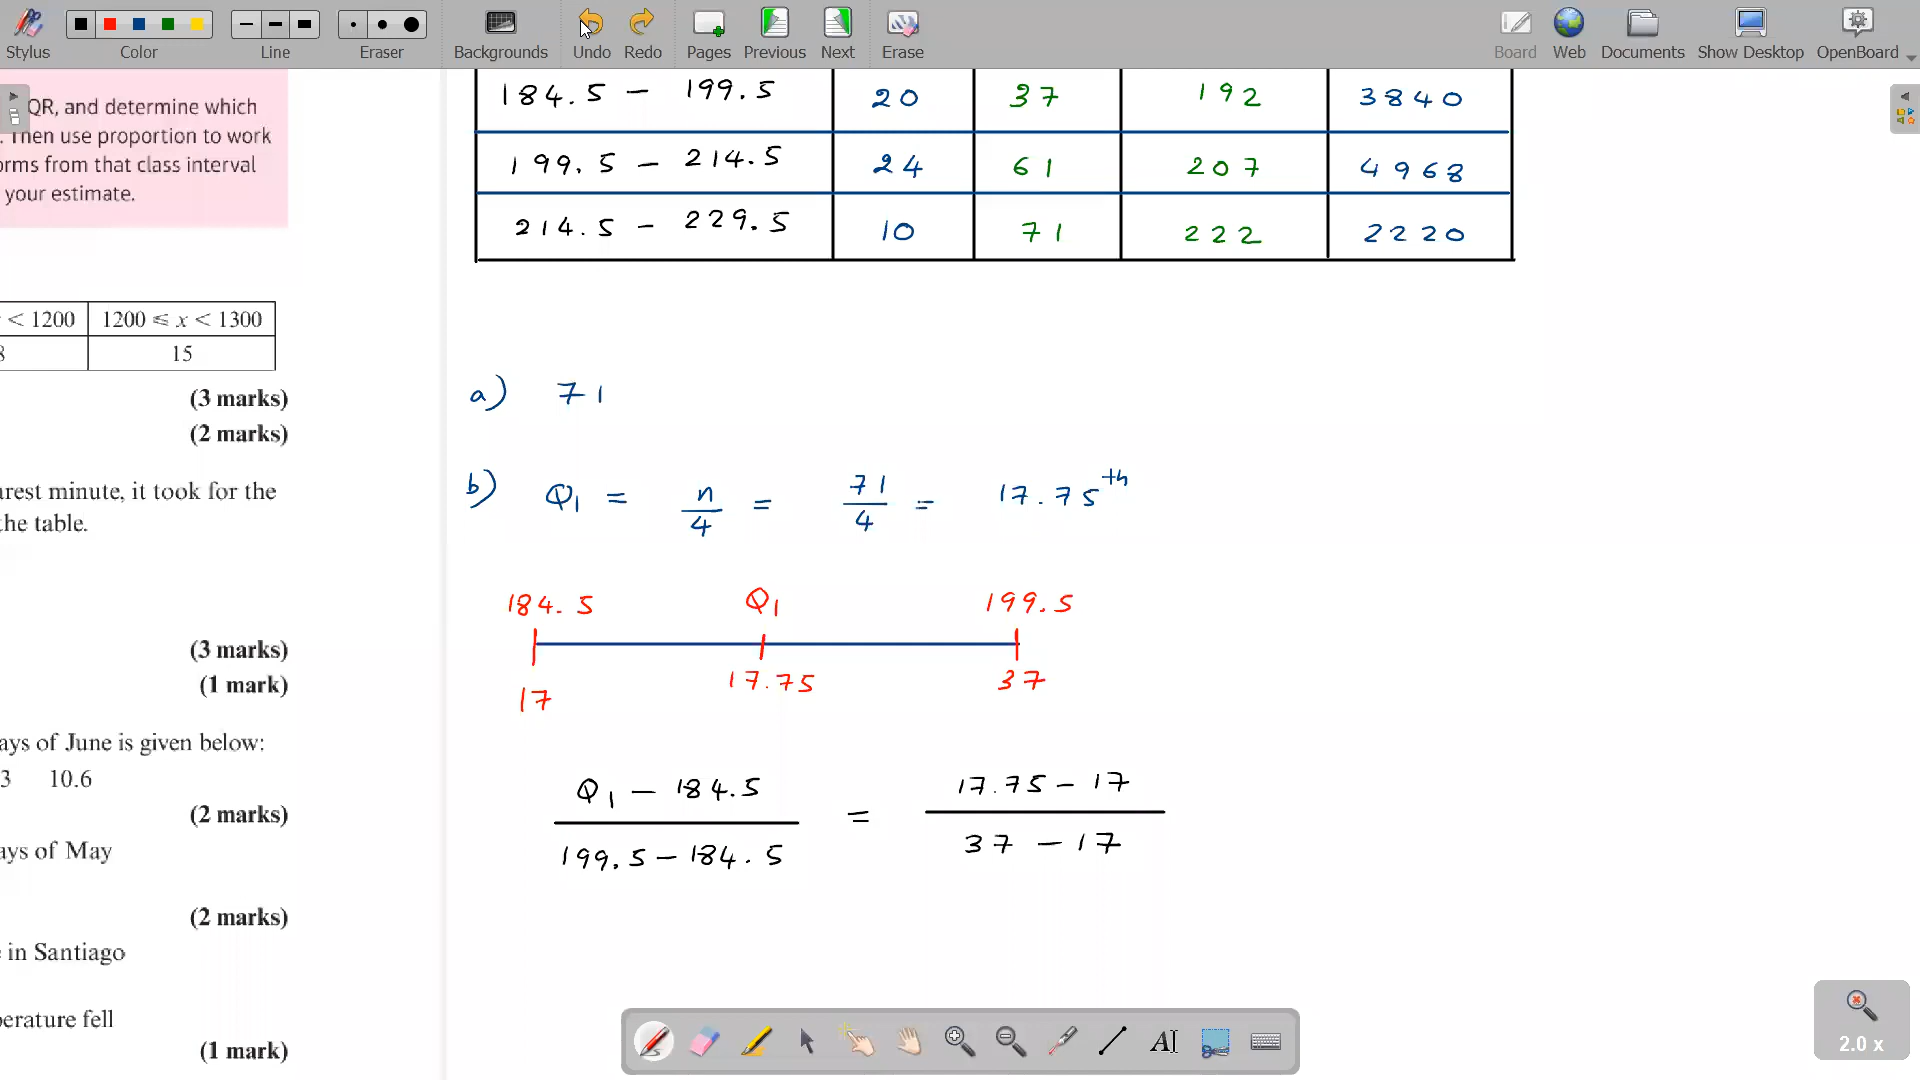 Stylus Color Line Eraser Backgrounds Undo Redo Pages Previous Next Erase Board Web Documents Show Desktop OpenBoard
QR, and determine which
. Then use proportion to work
orms from that class interval
your estimate.
< 1200 1200 ≤ x < 1300
8 15
(3 marks)
(2 marks)
rest minute, it took for the
the table.
(3 marks)
(1 mark)
ays of June is given below:
3 10.6
(2 marks)
ays of May
(2 marks)
in Santiago
perature fell
(1 mark)
184.5 - 199.5 20 37 192 3840
199.5 - 214.5 24 61 207 4968
214.5 - 229.5 10 71 222 2220
a) 71
b) Q1 = n/4 = 71/4 = 17.75th
184.5 Q1 199.5
17 17.75 37
Q1 - 184.5 / 199.5 - 184.5 = 17.75 - 17 / 37 - 17
AI
2.0 x